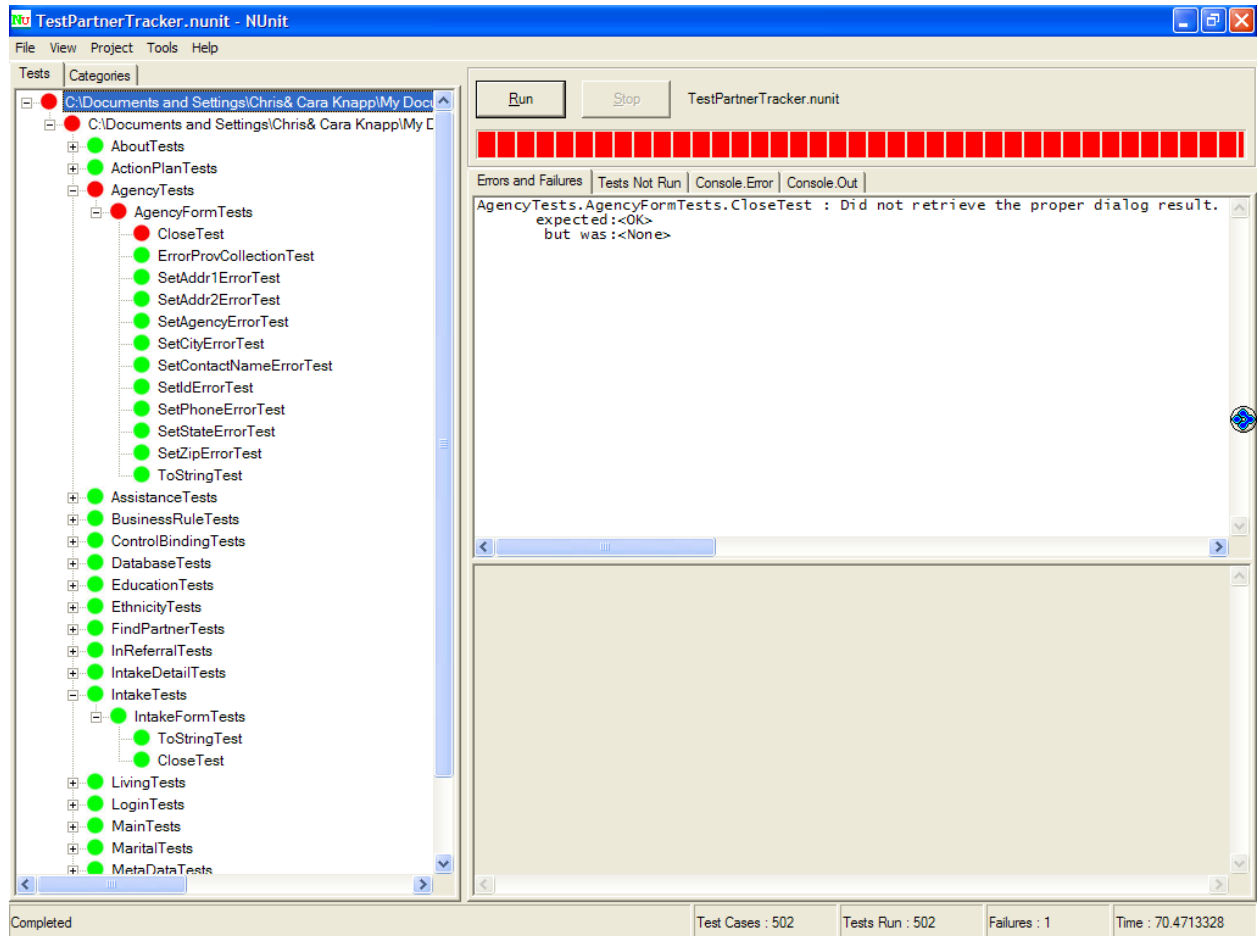 TestPartnerTracker.nunit - NUnit
File View Project Tools Help
Tests Categories
C:\Documents and Settings\Chris& Cara Knapp\My Docu
C:\Documents and Settings\Chris& Cara Knapp\My D
AboutTests
ActionPlanTests
AgencyTests
AgencyFormTests
CloseTest
ErrorProvCollectionTest
SetAddr1ErrorTest
SetAddr2ErrorTest
SetAgencyErrorTest
SetCityErrorTest
SetContactNameErrorTest
SetIdErrorTest
SetPhoneErrorTest
SetStateErrorTest
SetZipErrorTest
ToStringTest
AssistanceTests
BusinessRuleTests
ControlBindingTests
DatabaseTests
EducationTests
EthnicityTests
FindPartnerTests
InReferralTests
IntakeDetailTests
IntakeTests
IntakeFormTests
ToStringTest
CloseTest
LivingTests
LoginTests
MainTests
MaritalTests
MetaDataTests
Run Stop TestPartnerTracker.nunit
Errors and Failures Tests Not Run Console.Error Console.Out
AgencyTests.AgencyFormTests.CloseTest : Did not retrieve the proper dialog result.
expected:<OK>
but was:<None>
Completed Test Cases : 502 Tests Run : 502 Failures : 1 Time : 70.4713328